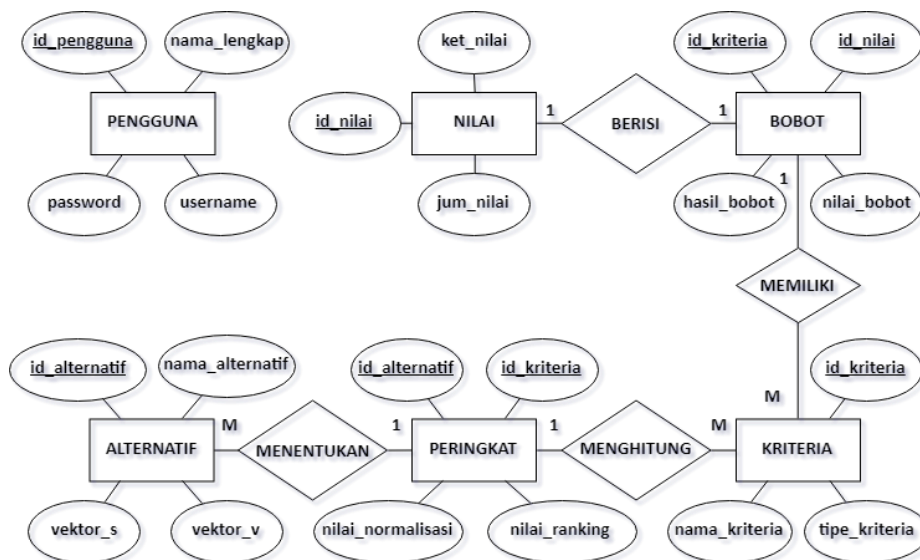 id_pengguna
nama_lengkap
PENGGUNA
password
username
ket_nilai
id_nilai
NILAI
jum_nilai
1
BERISI
1
id_kriteria
id_nilai
BOBOT
hasil_bobot
nilai_bobot
1
MEMILIKI
M
id_alternatif
nama_alternatif
ALTERNATIF
vektor_s
vektor_v
M
MENENTUKAN
1
id_alternatif
id_kriteria
PERINGKAT
nilai_normalisasi
nilai_ranking
1
MENGHITUNG
M
id_kriteria
KRITERIA
nama_kriteria
tipe_kriteria